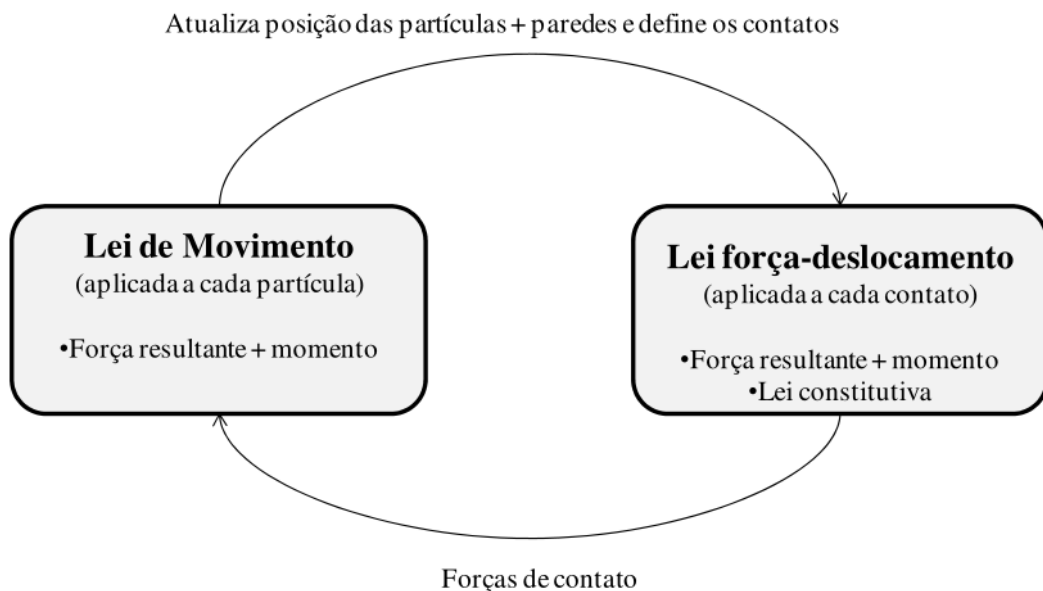 Atualiza posição das partículas + paredes e define os contatos
Lei de Movimento
(aplicada a cada partícula)
•Força resultante + momento
Lei força-deslocamento
(aplicada a cada contato)
•Força resultante + momento
•Lei constitutiva
Forças de contato